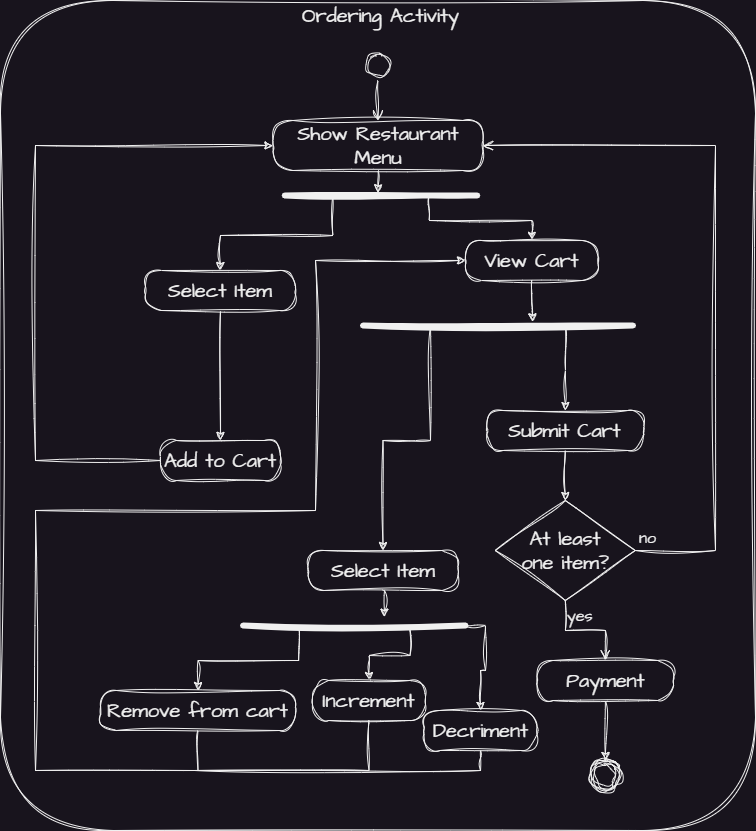 Ordering Activity
Show Restaurant
Menu
View Cart
Select Item
Submit Cart
Add to Cart
At least
one item?
no
Select Item
yes
Payment
Remove from cart
Increment
Decriment